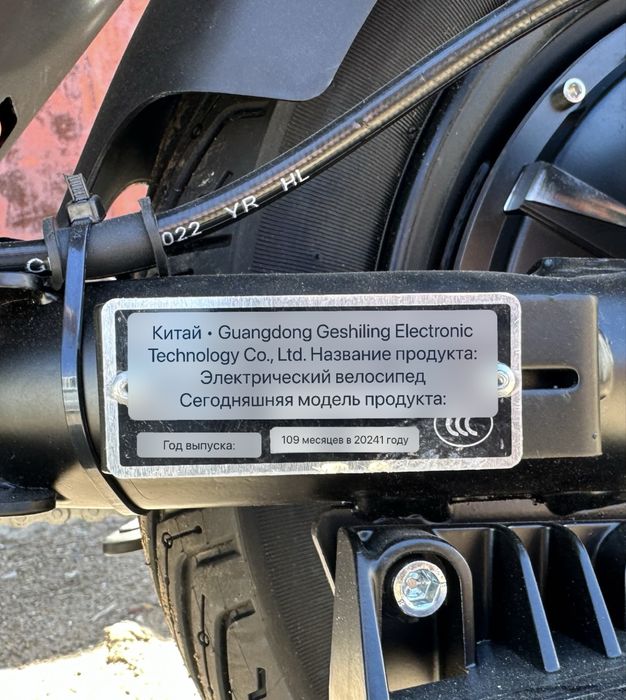 022 YR HL
Китай • Guangdong Geshiling Electronic
Technology Co., Ltd. Название продукта:
Электрический велосипед
Сегодняшняя модель продукта:
Год выпуска: 109 месяцев в 20241 году
CCC